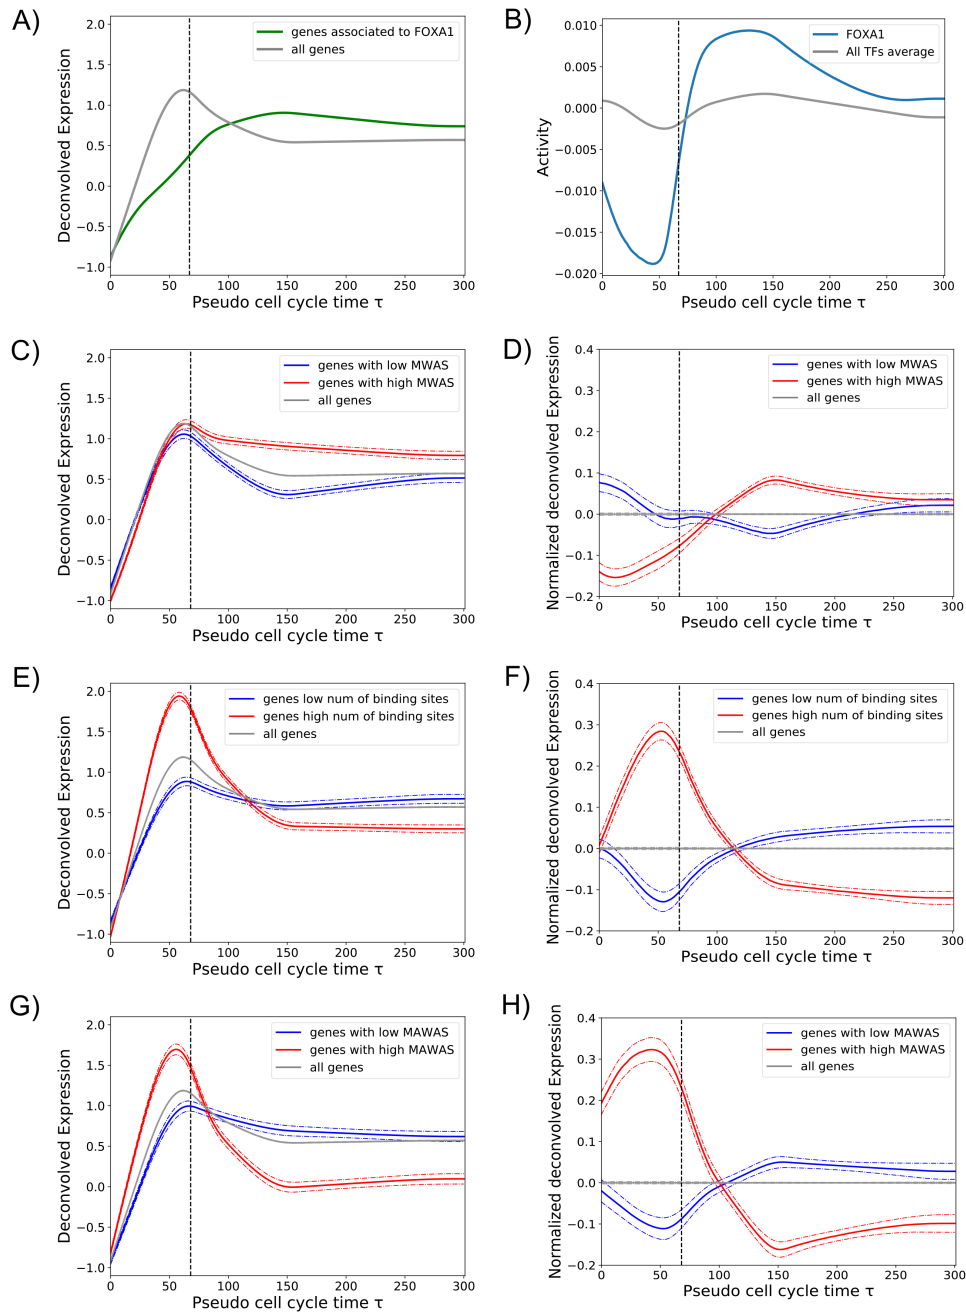 A)
2.0
1.5
1.0
0.5
0.0
−0.5
−1.0
0
50
100
150
200
250
300
Deconvolved Expression
Pseudo cell cycle time τ
genes associated to FOXA1
all genes
B)
0.010
0.005
0.000
−0.005
−0.010
−0.015
−0.020
0
50
100
150
200
250
300
Activity
Pseudo cell cycle time τ
FOXA1
All TFs average
C)
2.0
1.5
1.0
0.5
0.0
−0.5
−1.0
0
50
100
150
200
250
300
Deconvolved Expression
Pseudo cell cycle time τ
genes with low MWAS
genes with high MWAS
all genes
D)
0.4
0.3
0.2
0.1
0.0
−0.1
−0.2
0
50
100
150
200
250
300
Normalized deconvolved Expression
Pseudo cell cycle time τ
genes with low MWAS
genes with high MWAS
all genes
E)
2.0
1.5
1.0
0.5
0.0
−0.5
−1.0
0
50
100
150
200
250
300
Deconvolved Expression
Pseudo cell cycle time τ
genes low num of binding sites
genes high num of binding sites
all genes
F)
0.4
0.3
0.2
0.1
0.0
−0.1
−0.2
0
50
100
150
200
250
300
Normalized deconvolved Expression
Pseudo cell cycle time τ
genes low num of binding sites
genes high num of binding sites
all genes
G)
2.0
1.5
1.0
0.5
0.0
−0.5
−1.0
0
50
100
150
200
250
300
Deconvolved Expression
Pseudo cell cycle time τ
genes with low MAWAS
genes with high MAWAS
all genes
H)
0.4
0.3
0.2
0.1
0.0
−0.1
−0.2
0
50
100
150
200
250
300
Normalized deconvolved Expression
Pseudo cell cycle time τ
genes with low MAWAS
genes with high MAWAS
all genes